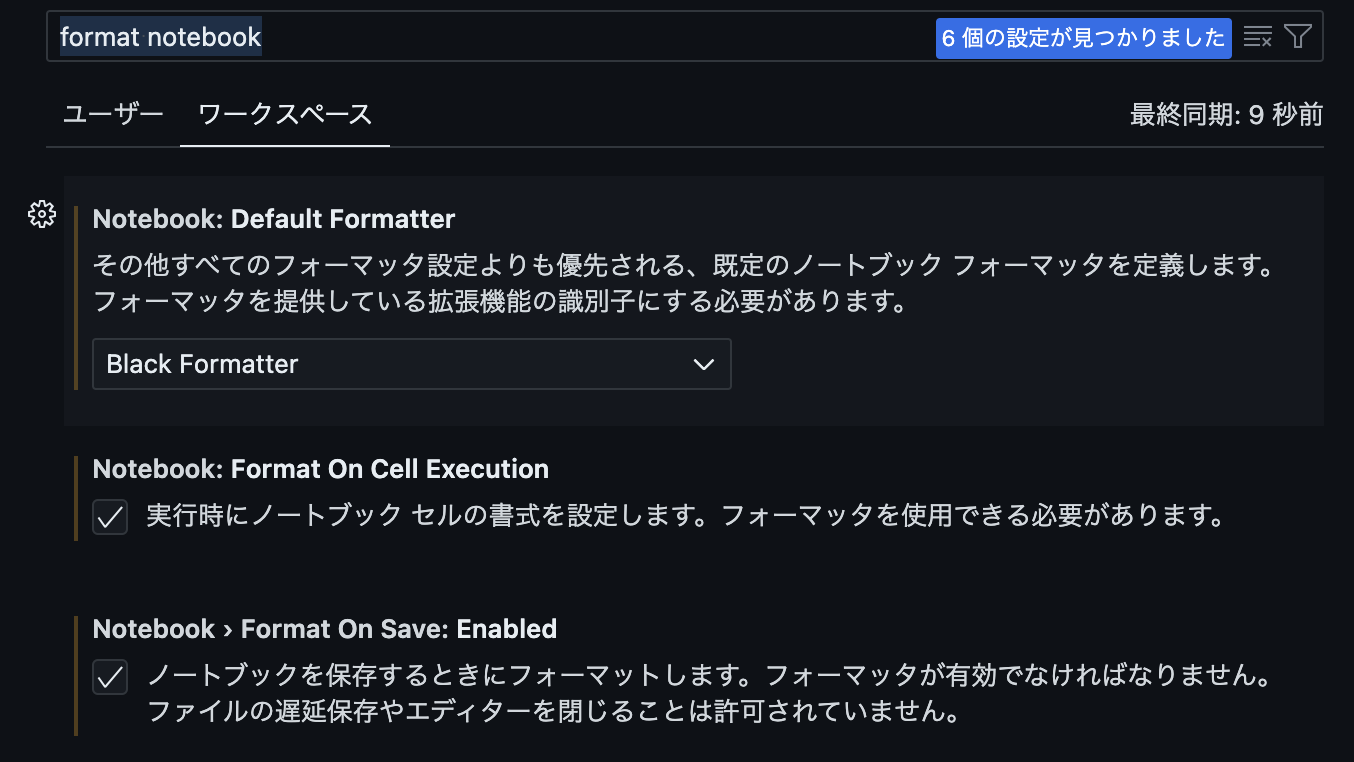 format notebook
6 個の設定が見つかりました
ユーザー
ワークスペース
最終同期: 9 秒前
Notebook: Default Formatter
その他すべてのフォーマッタ設定よりも優先される、既定のノートブック フォーマッタを定義します。
フォーマッタを提供している拡張機能の識別子にする必要があります。
Black Formatter
Notebook: Format On Cell Execution
実行時にノートブック セルの書式を設定します。フォーマッタを使用できる必要があります。
Notebook › Format On Save: Enabled
ノートブックを保存するときにフォーマットします。フォーマッタが有効でなければなりません。
ファイルの遅延保存やエディターを閉じることは許可されていません。